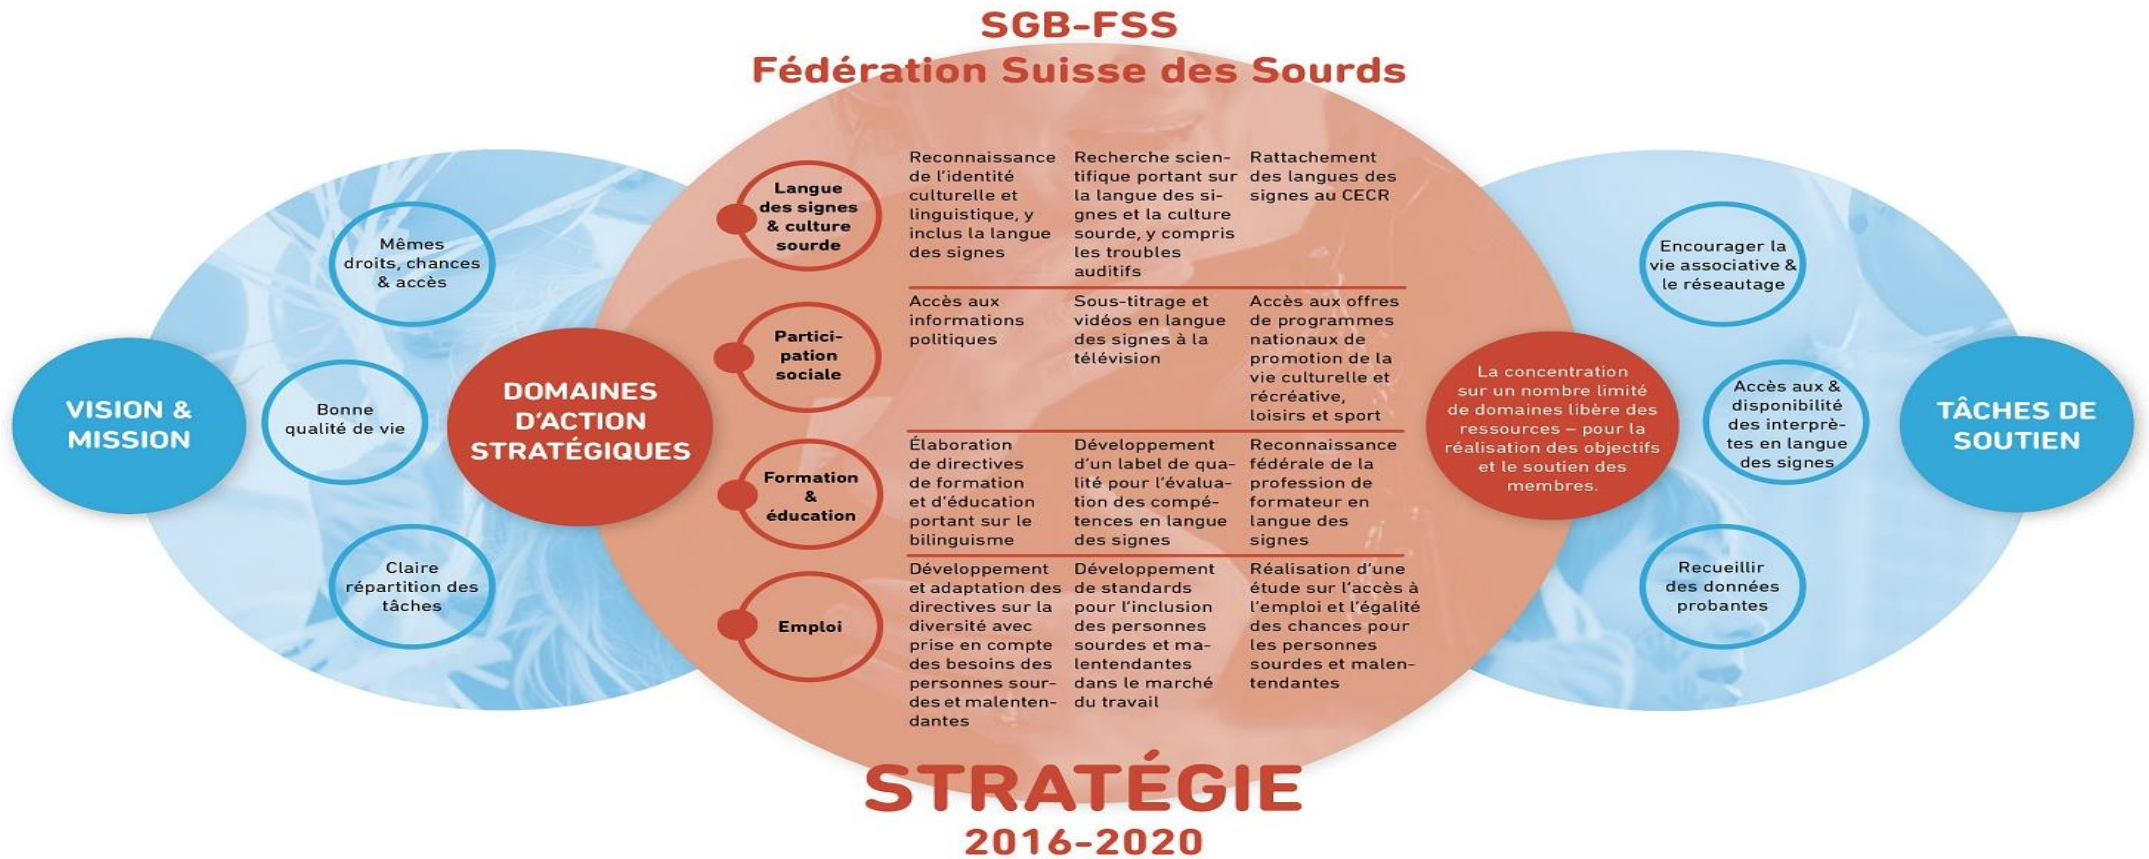 SGB-FSS
Fédération Suisse des Sourds
VISION &
MISSION
Mêmes
droits, chances
& accès
Bonne
qualité de vie
Claire
répartition des
tâches
DOMAINES
D'ACTION
STRATÉGIQUES
Langue
des signes
& culture
sourde
Reconnaissance
de l'identité
culturelle et
linguistique, y
inclus la langue
des signes
Recherche scien-
tifique portant sur
la langue des si-
gnes et la culture
sourde, y compris
les troubles
auditifs
Rattachement
des langues des
signes au CECR
Partici-
pation
sociale
Accès aux
informations
politiques
Sous-titrage et
vidéos en langue
des signes à la
télévision
Accès aux offres
de programmes
nationaux de
promotion de la
vie culturelle et
récréative,
loisirs et sport
Formation
&
éducation
Élaboration
de directives
de formation
et d'éducation
portant sur le
bilinguisme
Développement
d'un label de qua-
lité pour l'évalua-
tion des compé-
tences en langue
des signes
Reconnaissance
fédérale de la
profession de
formateur en
langue des
signes
Emploi
Développement
et adaptation des
directives sur la
diversité avec
prise en compte
des besoins des
personnes sour-
des et malenten-
dantes
Développement
de standards
pour l'inclusion
des personnes
sourdes et ma-
lentendantes
dans le marché
du travail
Réalisation d'une
étude sur l'accès à
l'emploi et l'égalité
des chances pour
les personnes
sourdes et malen-
tendantes
La concentration
sur un nombre limité
de domaines libère des
ressources – pour la
réalisation des objectifs
et le soutien des
membres.
Encourager la
vie associative &
le réseautage
Accès aux &
disponibilité
des interprè-
tes en langue
des signes
Recueillir
des données
probantes
TÂCHES DE
SOUTIEN
STRATÉGIE
2016-2020